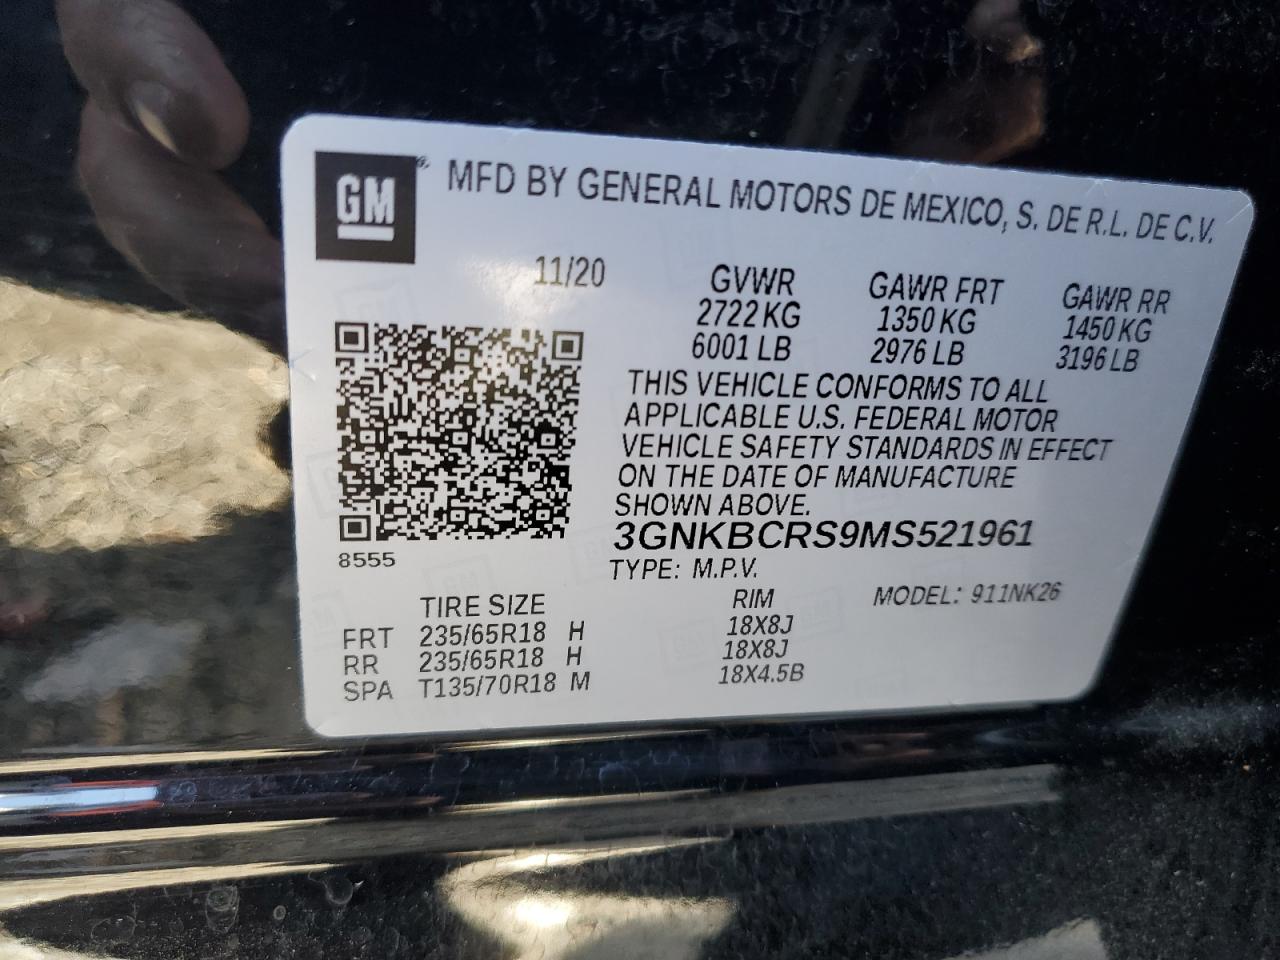 GM
MFD BY GENERAL MOTORS DE MEXICO, S. DE R.L. DE C.V.
11/20 GVWR GAWR FRT GAWR RR
2722 KG 1350 KG 1450 KG
6001 LB 2976 LB 3196 LB
THIS VEHICLE CONFORMS TO ALL
APPLICABLE U.S. FEDERAL MOTOR
VEHICLE SAFETY STANDARDS IN EFFECT
ON THE DATE OF MANUFACTURE
SHOWN ABOVE.
3GNKBCRS9MS521961
8555
TYPE: M.P.V.
TIRE SIZE RIM MODEL: 911NK26
FRT 235/65R18 H 18X8J
RR 235/65R18 H 18X8J
SPA T135/70R18 M 18X4.5B